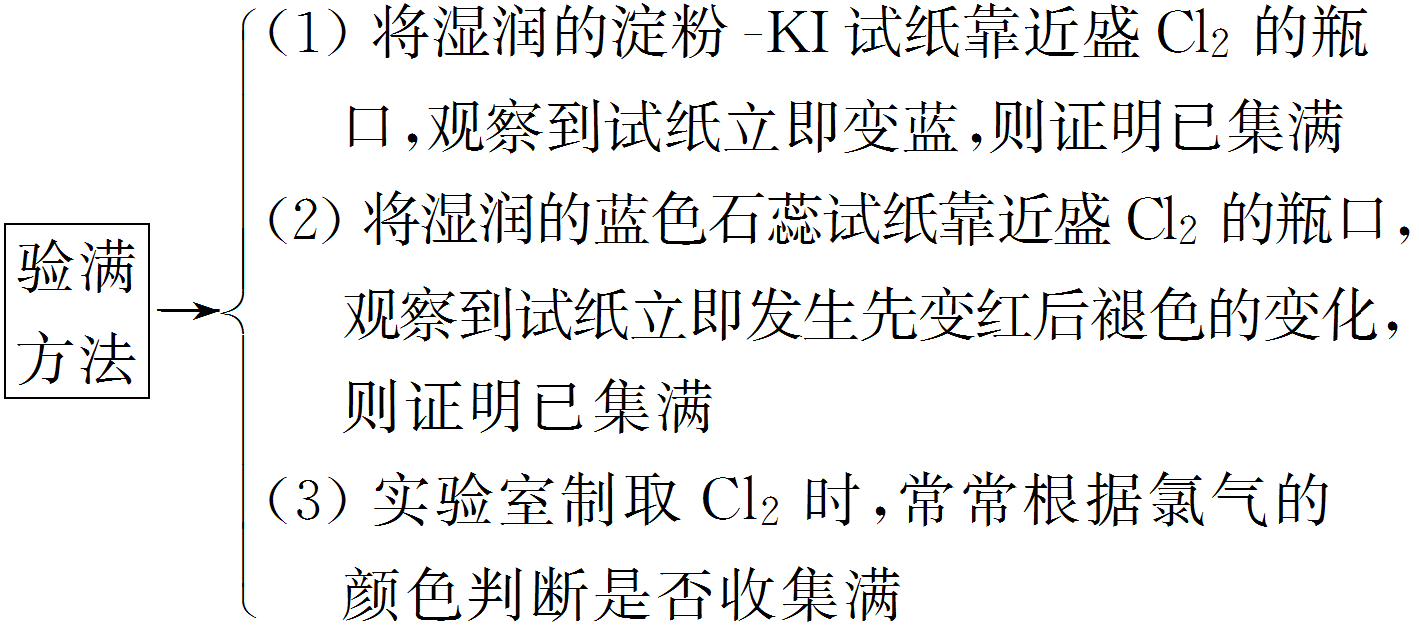 验满
方法
(1) 将湿润的淀粉-KI试纸靠近盛Cl₂的瓶
口,观察到试纸立即变蓝,则证明已集满
(2) 将湿润的蓝色石蕊试纸靠近盛Cl₂的瓶口,
观察到试纸立即发生先变红后褪色的变化,
则证明已集满
(3) 实验室制取Cl₂时,常常根据氯气的
颜色判断是否收集满